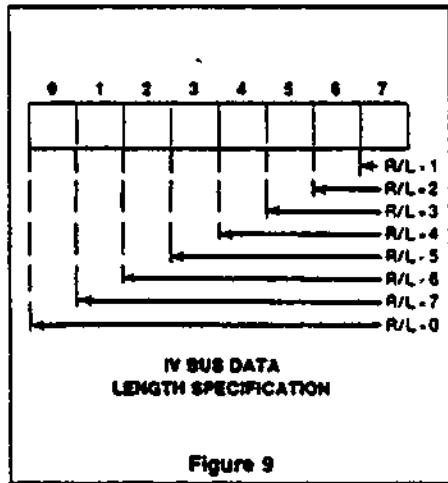 0 1 2 3 4 5 6 7
R/L=1
R/L=2
R/L=3
R/L=4
R/L=5
R/L=6
R/L=7
R/L=0
IV BUS DATA
LENGTH SPECIFICATION
Figure 9